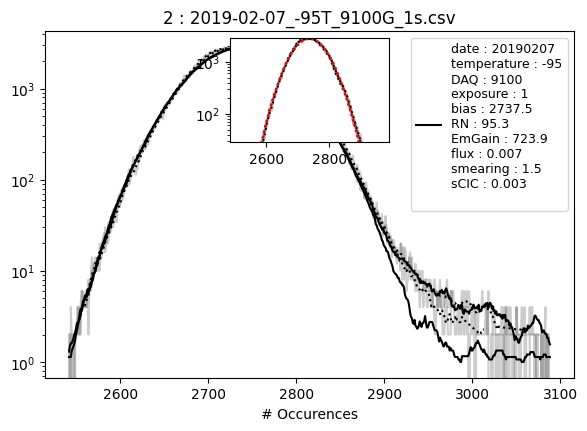 2 : 2019-02-07_-95T_9100G_1s.csv
10³
10²
10¹
10⁰
10³
10²
2600 2800
date : 20190207
temperature : -95
DAQ : 9100
exposure : 1
bias : 2737.5
RN : 95.3
EmGain : 723.9
flux : 0.007
smearing : 1.5
sCIC : 0.003
2600 2700 2800 2900 3000 3100
# Occurences